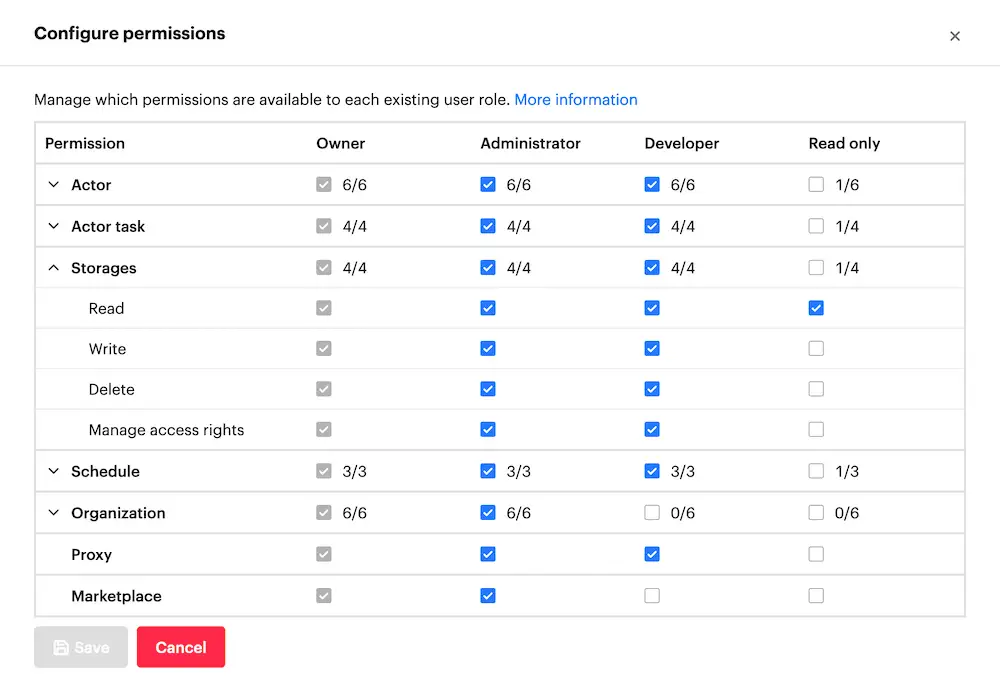 Configure permissions
Manage which permissions are available to each existing user role. More information
Permission Owner Administrator Developer Read only
Actor 6/6 6/6 6/6 1/6
Actor task 4/4 4/4 4/4 1/4
Storages 4/4 4/4 4/4 1/4
Read
Write
Delete
Manage access rights
Schedule 3/3 3/3 3/3 1/3
Organization 6/6 6/6 0/6 0/6
Proxy
Marketplace
Save Cancel